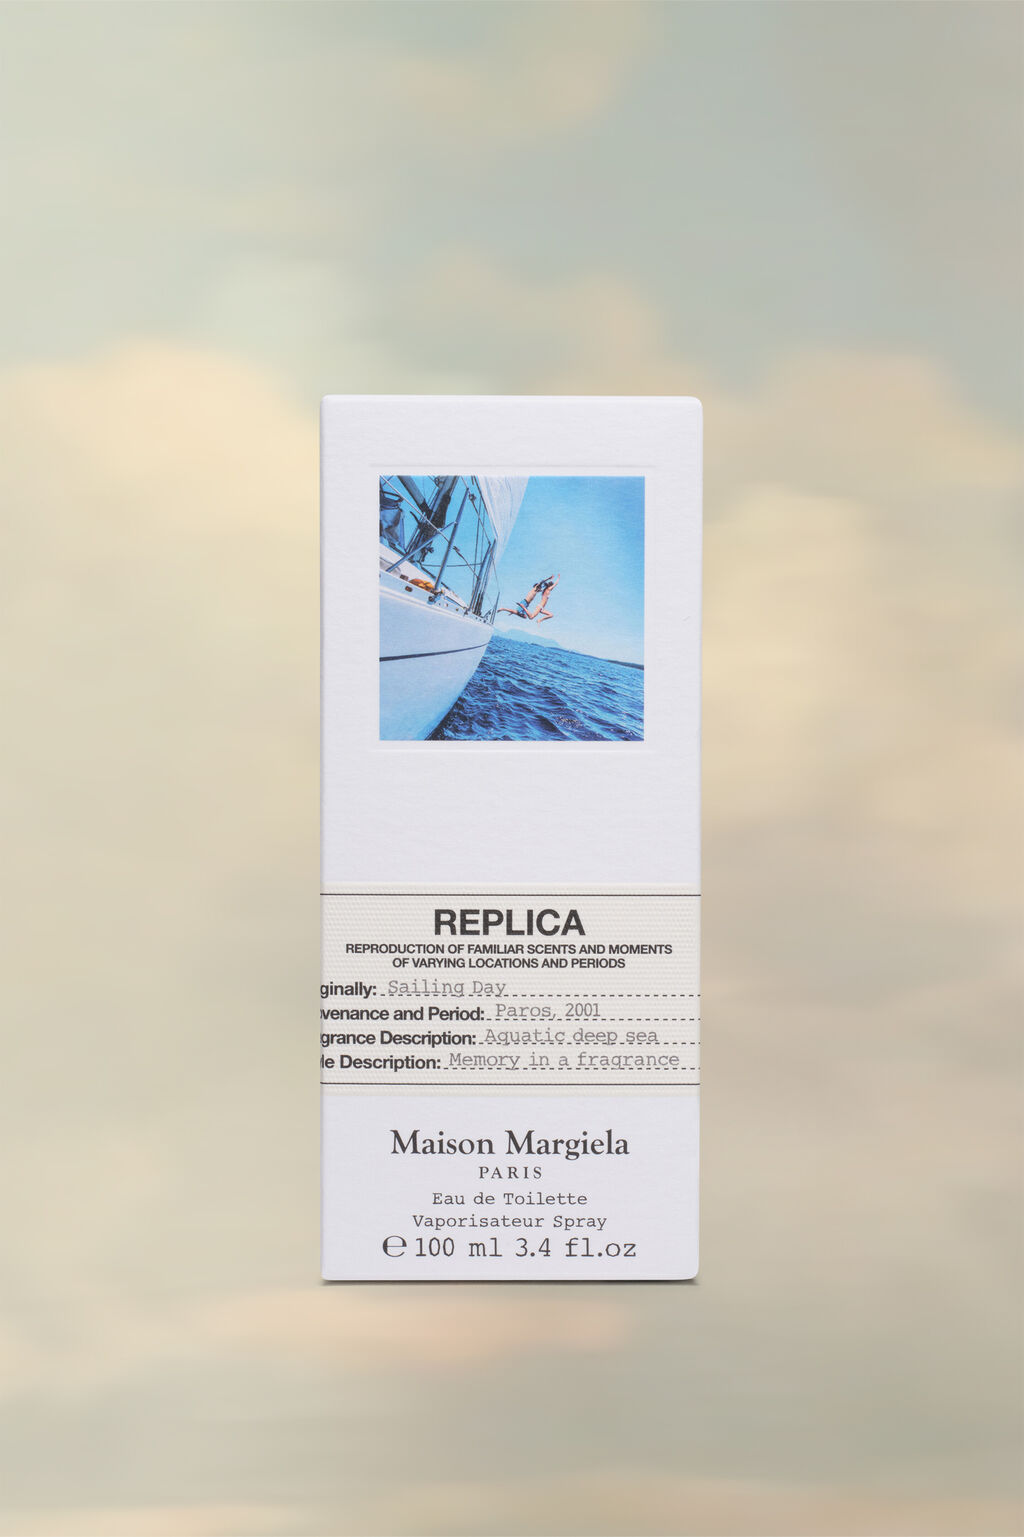 REPLICA
REPRODUCTION OF FAMILIAR SCENTS AND MOMENTS
OF VARYING LOCATIONS AND PERIODS
ginally: Sailing Day
venance and Period: Paros, 2001
grance Description: Aquatic deep sea
le Description: Memory in a fragrance
Maison Margiela
PARIS
Eau de Toilette
Vaporisateur Spray
℮ 100 ml 3.4 fl.oz